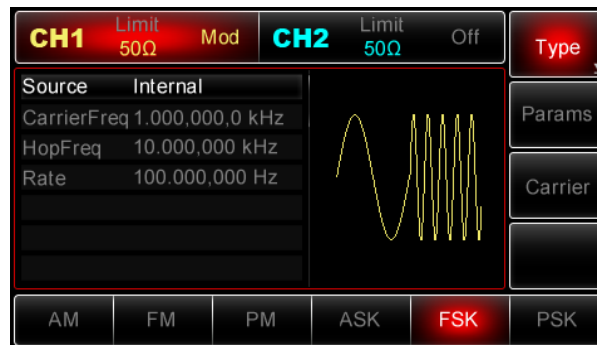 CH1 Limit 50Ω Mod CH2 Limit 50Ω Off Type
Source Internal
CarrierFreq 1.000,000,0 kHz
HopFreq 10.000,000 kHz
Rate 100.000,000 Hz
Params
Carrier
AM FM PM ASK FSK PSK